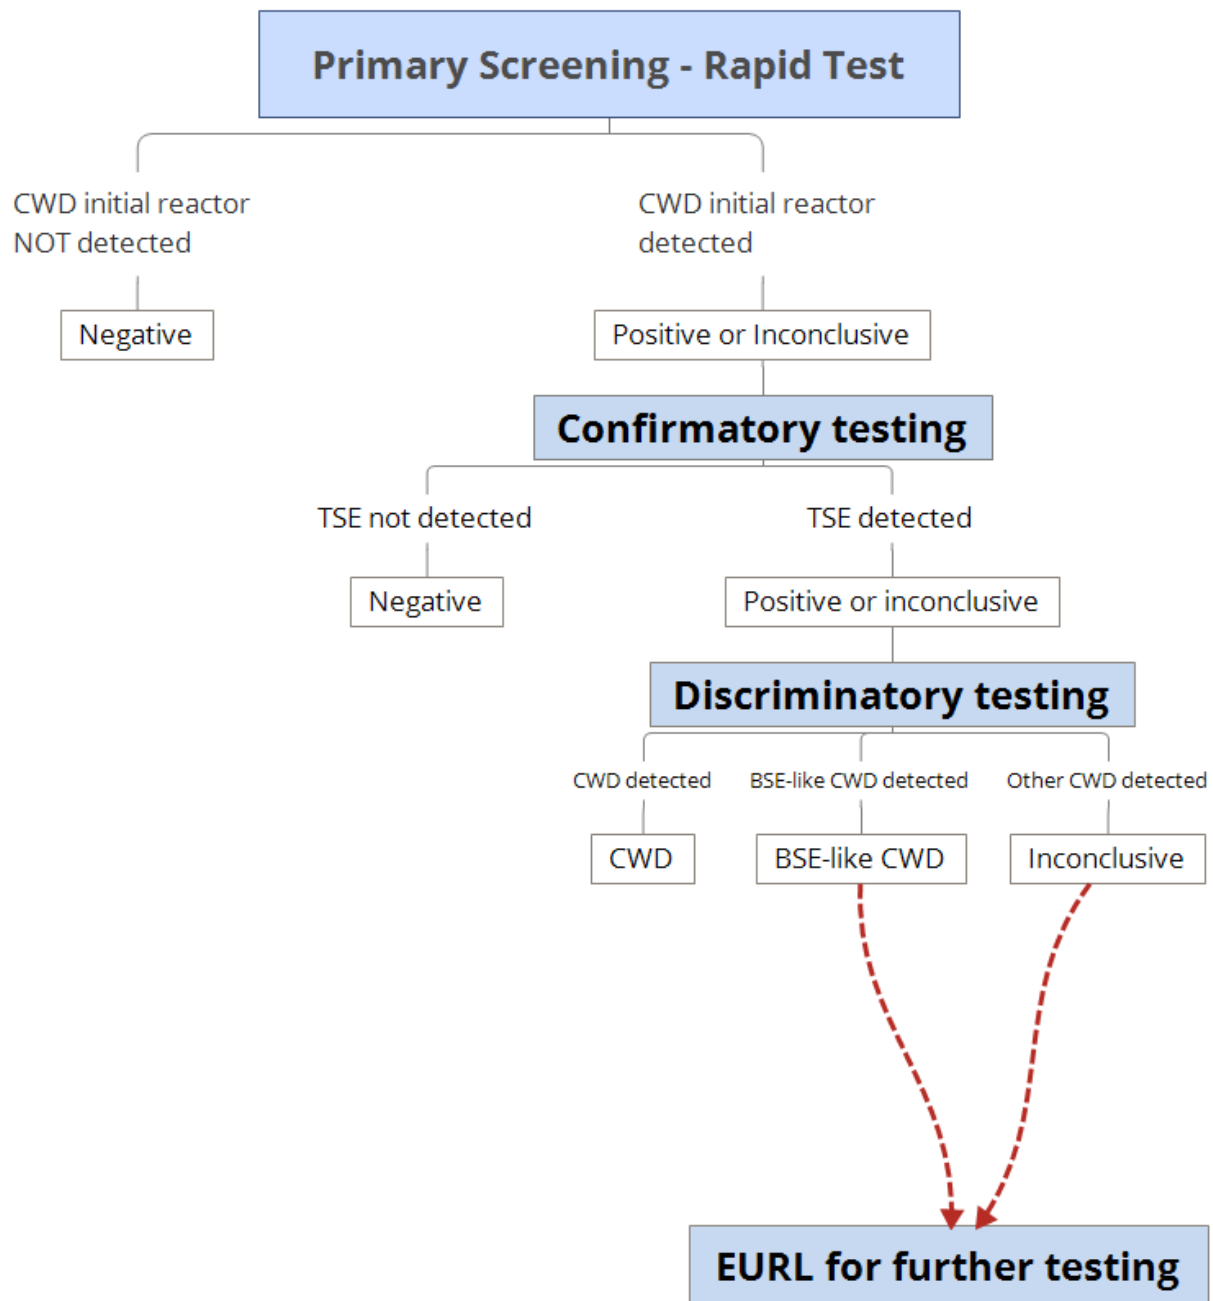 Primary Screening - Rapid Test
CWD initial reactor
NOT detected
CWD initial reactor
detected
Negative
Positive or Inconclusive
Confirmatory testing
TSE not detected
TSE detected
Negative
Positive or inconclusive
Discriminatory testing
CWD detected
BSE-like CWD detected
Other CWD detected
CWD
BSE-like CWD
Inconclusive
EURL for further testing